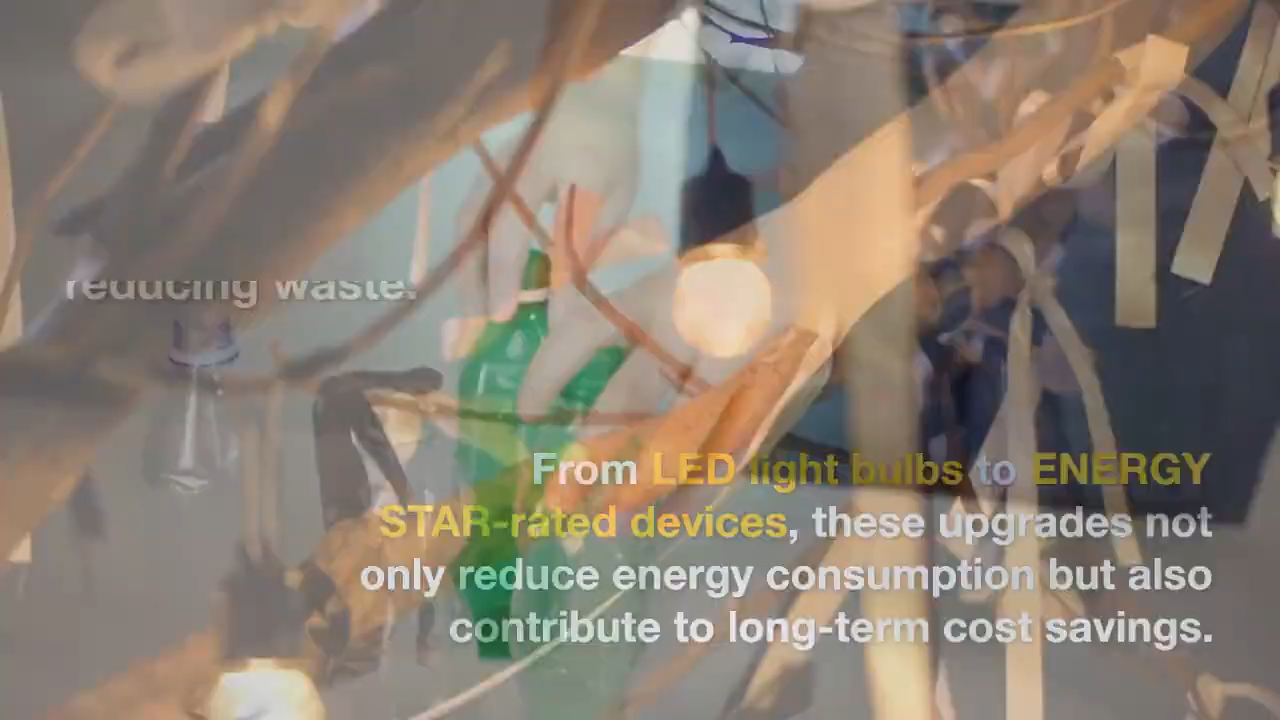 reducing waste.
From LED light bulbs to ENERGY
STAR-rated devices, these upgrades not
only reduce energy consumption but also
contribute to long-term cost savings.